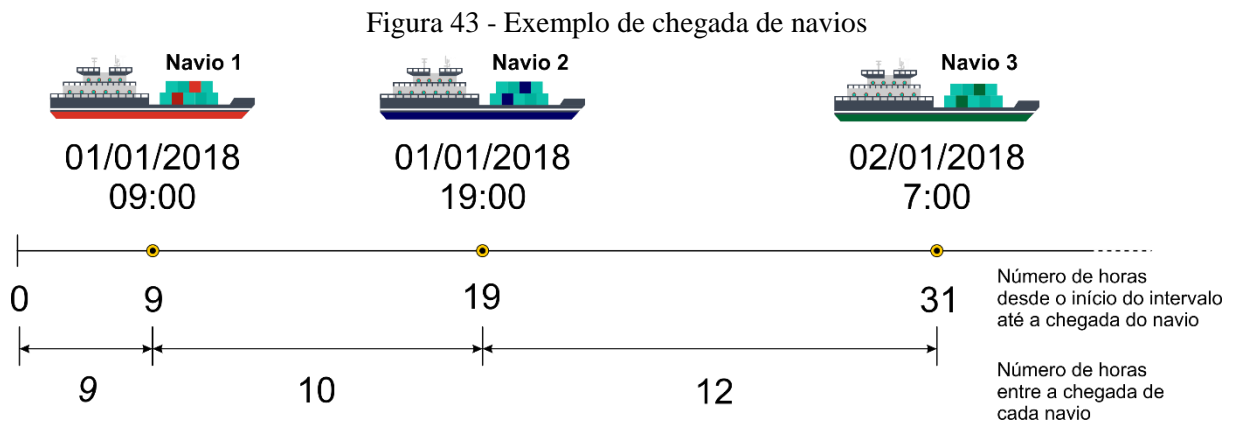 Figura 43 - Exemplo de chegada de navios
Navio 1
Navio 2
Navio 3
01/01/2018
09:00
01/01/2018
19:00
02/01/2018
7:00
0
9
19
31
Número de horas
desde o início do intervalo
até a chegada do navio
9
10
12
Número de horas
entre a chegada de
cada navio